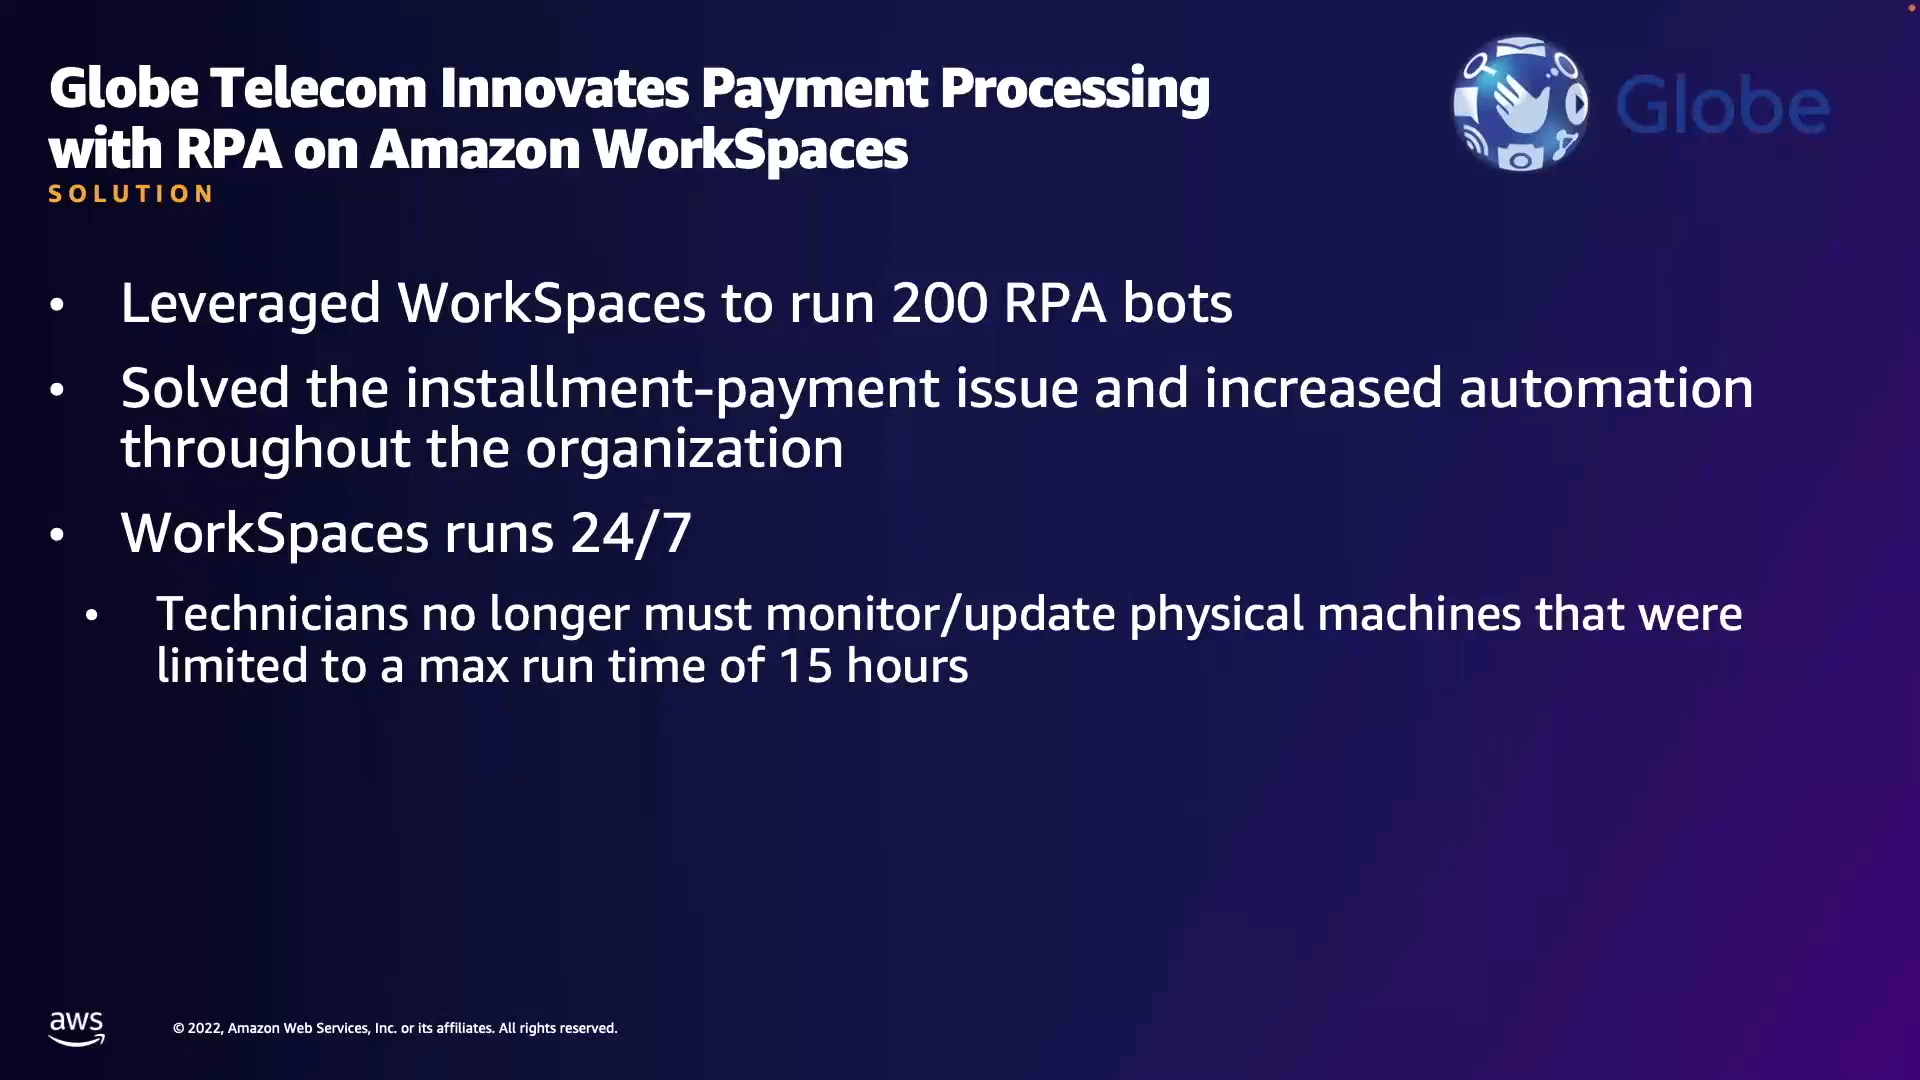 Globe Telecom Innovates Payment Processing
with RPA on Amazon WorkSpaces
SOLUTION
Globe
• Leveraged WorkSpaces to run 200 RPA bots
• Solved the installment-payment issue and increased automation
throughout the organization
• WorkSpaces runs 24/7
• Technicians no longer must monitor/update physical machines that were
limited to a max run time of 15 hours
aws
© 2022, Amazon Web Services, Inc. or its affiliates. All rights reserved.